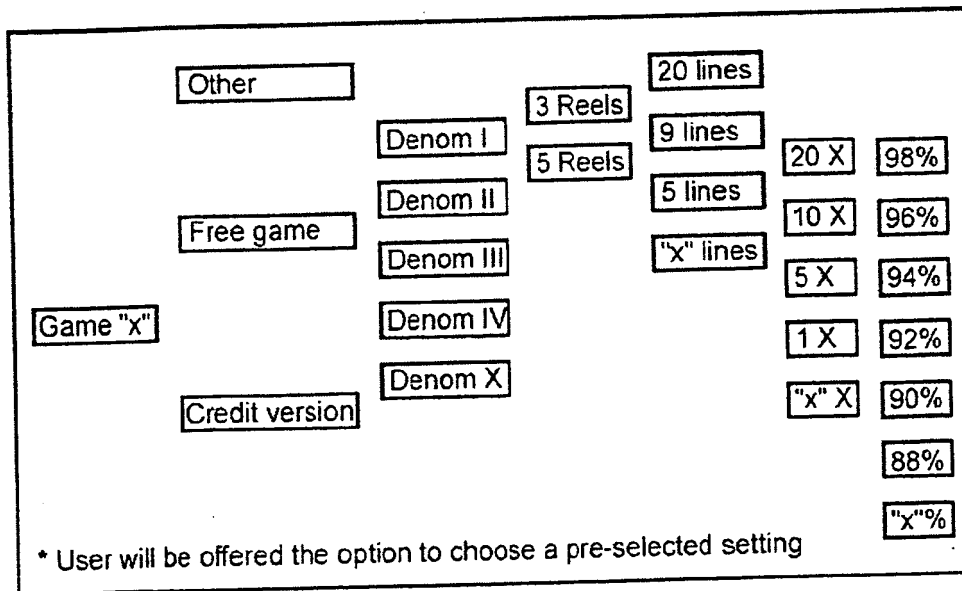 Game "x"
Other
Free game
Credit version
Denom I
Denom II
Denom III
Denom IV
Denom X
3 Reels
5 Reels
20 lines
9 lines
5 lines
"x" lines
20 X
10 X
5 X
1 X
"x" X
98%
96%
94%
92%
90%
88%
"x"%
* User will be offered the option to choose a pre-selected setting